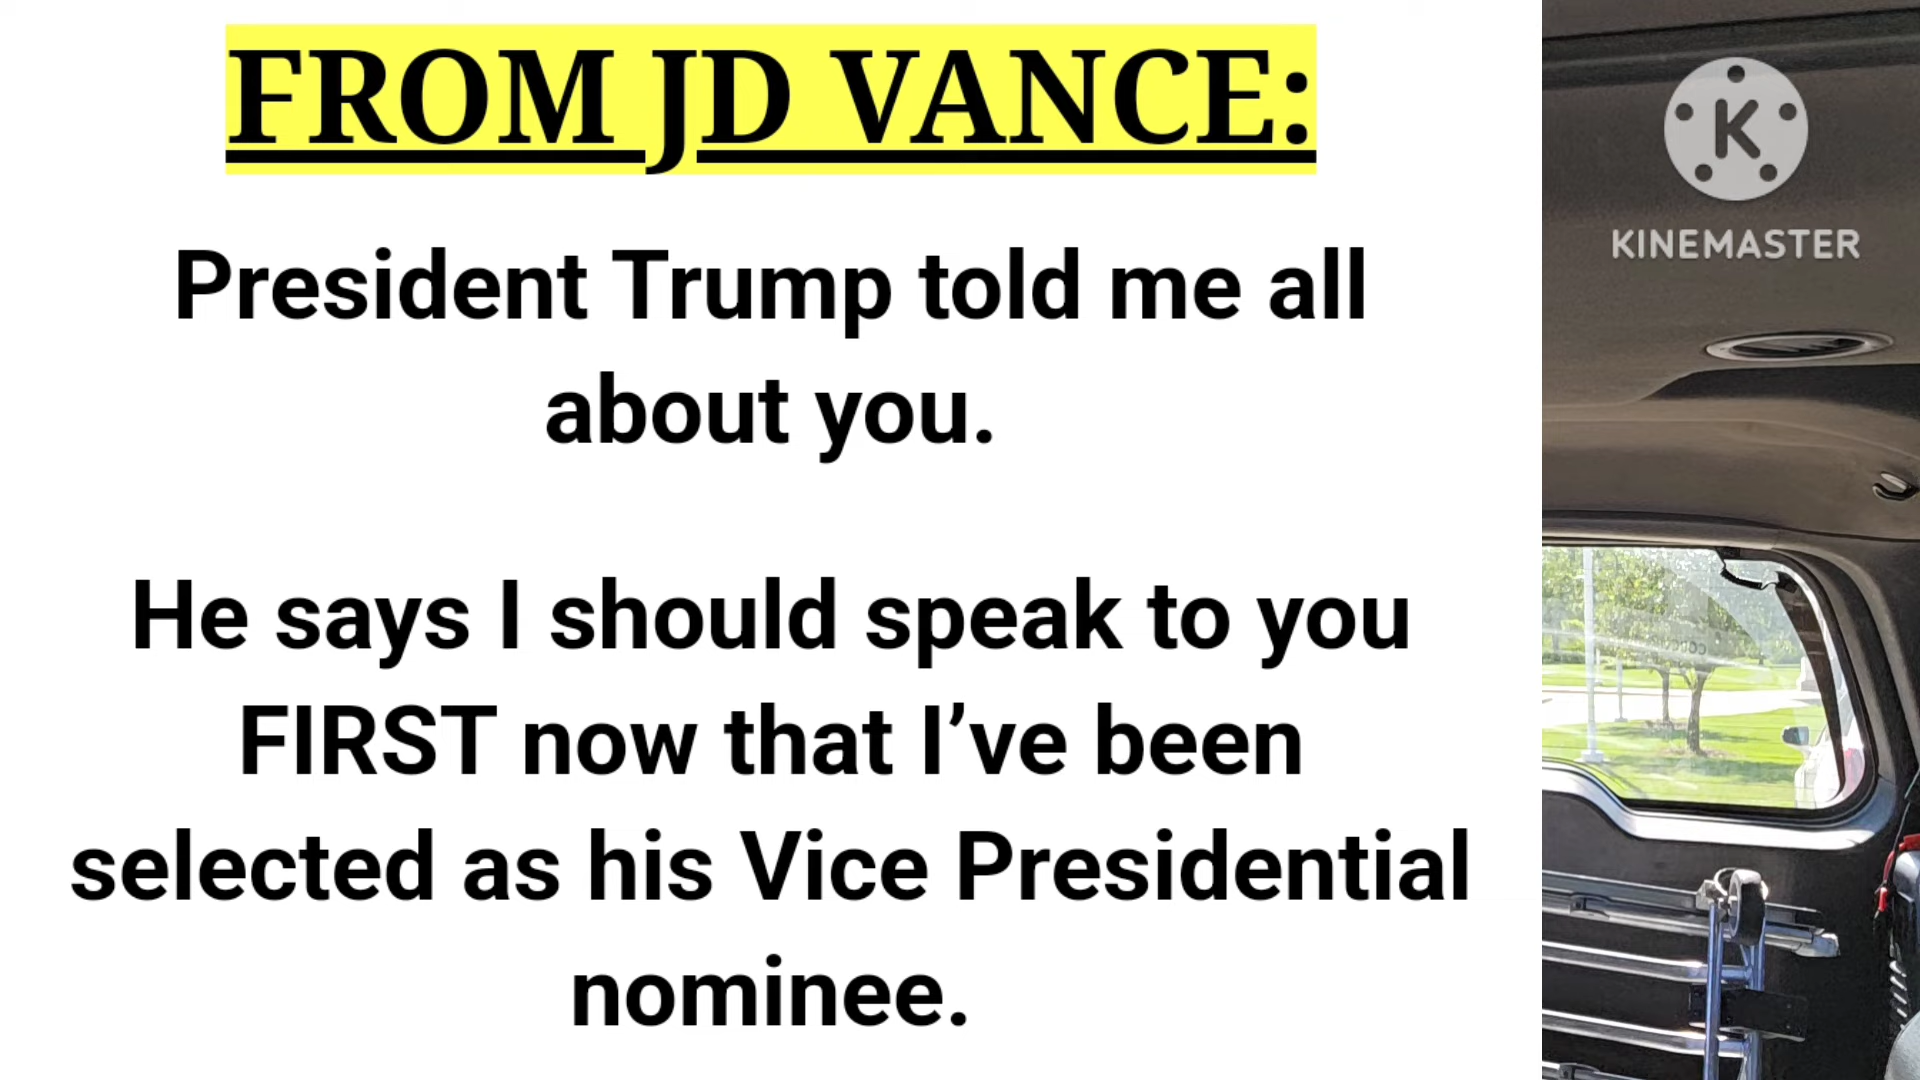 FROM JD VANCE:
President Trump told me all
about you.
He says I should speak to you
FIRST now that I’ve been
selected as his Vice Presidential
nominee.
K
KINEMASTER